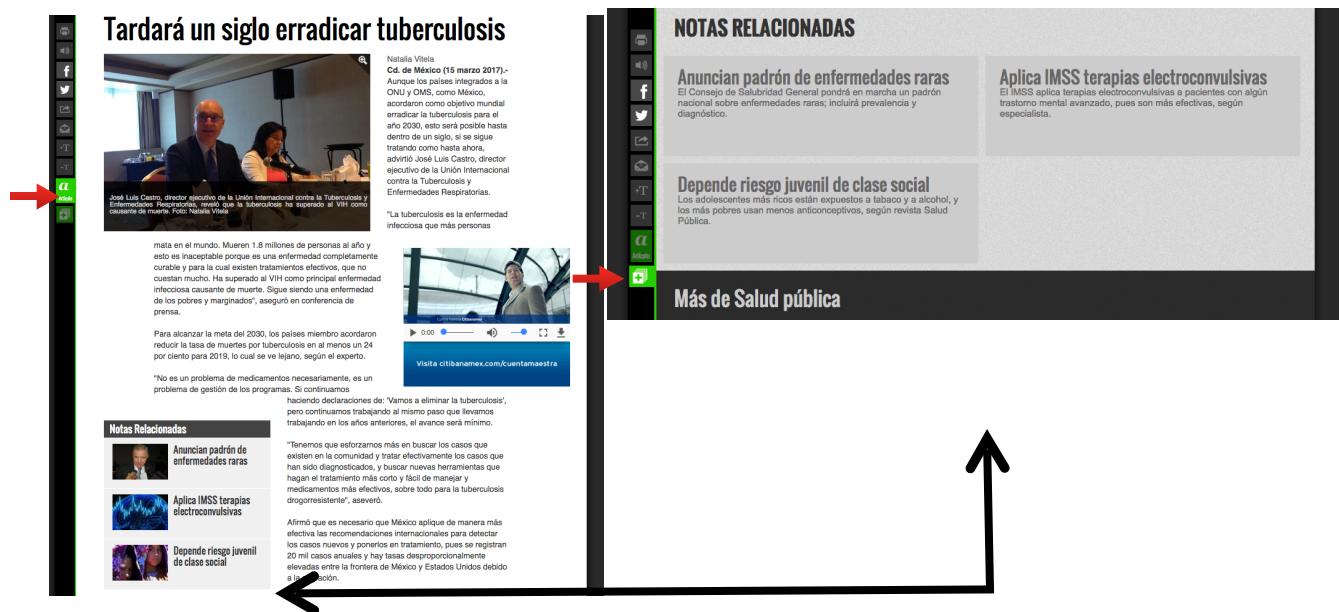 Tardará un siglo erradicar tuberculosis
José Luis Castro, director ejecutivo de la Unión Internacional contra la Tuberculosis y
Enfermedades Respiratorias, reveló que la tuberculosis ha superado al VIH como
causante de muerte. Foto: Natalia Vitela
Natalia Vitela
Cd. de México (15 marzo 2017).-
Aunque los países integrados a la
ONU y OMS, como México,
acordaron como objetivo mundial
erradicar la tuberculosis para el
año 2030, esto será posible hasta
dentro de un siglo, si se sigue
tratando como hasta ahora,
advirtió José Luis Castro, director
ejecutivo de la Unión Internacional
contra la Tuberculosis y
Enfermedades Respiratorias.
"La tuberculosis es la enfermedad
infecciosa que más personas
mata en el mundo. Mueren 1.8 millones de personas al año y
esto es inaceptable porque es una enfermedad completamente
curable y para la cual existen tratamientos efectivos, que no
cuestan mucho. Ha superado al VIH como principal enfermedad
infecciosa causante de muerte. Sigue siendo una enfermedad
de los pobres y marginados", aseguró en conferencia de
prensa.
Para alcanzar la meta del 2030, los países miembro acordaron
reducir la tasa de muertes por tuberculosis en al menos un 24
por ciento para 2019, lo cual se ve lejano, según el experto.
"No es un problema de medicamentos necesariamente, es un
problema de gestión de los programas. Si continuamos
haciendo declaraciones de: 'Vamos a eliminar la tuberculosis',
pero continuamos trabajando al mismo paso que llevamos
trabajando en los años anteriores, el avance será mínimo.
"Tenemos que esforzarnos más en buscar los casos que
existen en la comunidad y tratar efectivamente los casos que
han sido diagnosticados, y buscar nuevas herramientas que
hagan el tratamiento más corto y fácil de manejar y
medicamentos más efectivos, sobre todo para la tuberculosis
drogorresistente", aseveró.
Afirmó que es necesario que México aplique de manera más
efectiva las recomendaciones internacionales para detectar
los casos nuevos y ponerlos en tratamiento, pues se registran
20 mil casos anuales y hay tasas desproporcionalmente
elevadas entre la frontera de México y Estados Unidos debido
a la
0:00
Visita citibanamex.com/cuentamaestra
Notas Relacionadas
Anuncian padrón de
enfermedades raras
Aplica IMSS terapias
electroconvulsivas
Depende riesgo juvenil
de clase social
f
+T
-T
a
Artículo
NOTAS RELACIONADAS
Anuncian padrón de enfermedades raras
El Consejo de Salubridad General pondrá en marcha un padrón
nacional sobre enfermedades raras; incluirá prevalencia y
diagnóstico.
Aplica IMSS terapias electroconvulsivas
El IMSS aplica terapias electroconvulsivas a pacientes con algún
trastorno mental avanzado, pues son más efectivas, según
especialista.
Depende riesgo juvenil de clase social
Los adolescentes más ricos están expuestos a tabaco y a alcohol, y
los más pobres usan menos anticonceptivos, según revista Salud
Pública.
Más de Salud pública
f
+T
-T
a
Artículo